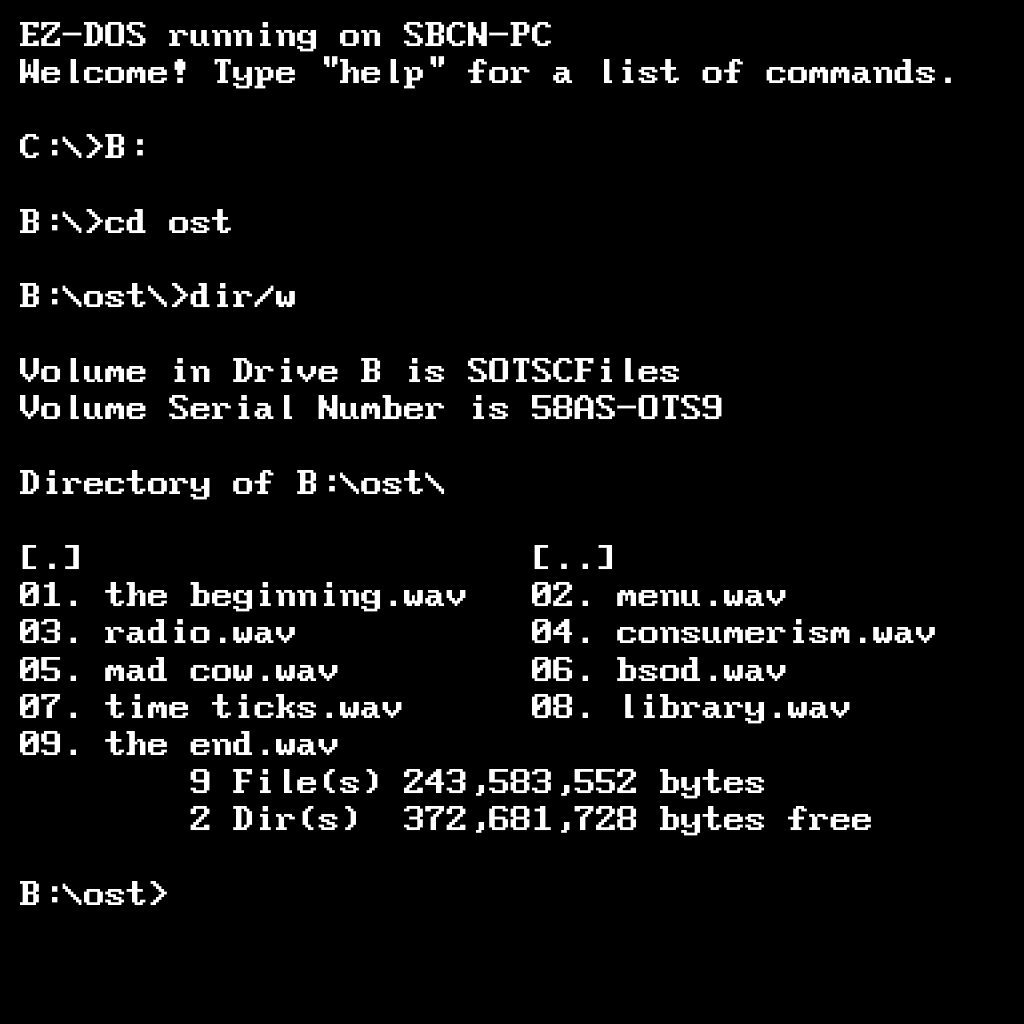 EZ-DOS running on SBCN-PC
Welcome! Type "help" for a list of commands.
C:\>B:
B:\>cd ost
B:\ost\>dir/w
Volume in Drive B is SOTSCFiles
Volume Serial Number is 58AS-OTS9
Directory of B:\ost\
[.] [..]
01. the beginning.wav 02. menu.wav
03. radio.wav 04. consumerism.wav
05. mad cow.wav 06. bsod.wav
07. time ticks.wav 08. library.wav
09. the end.wav
9 File(s) 243,583,552 bytes
2 Dir(s) 372,681,728 bytes free
B:\ost>